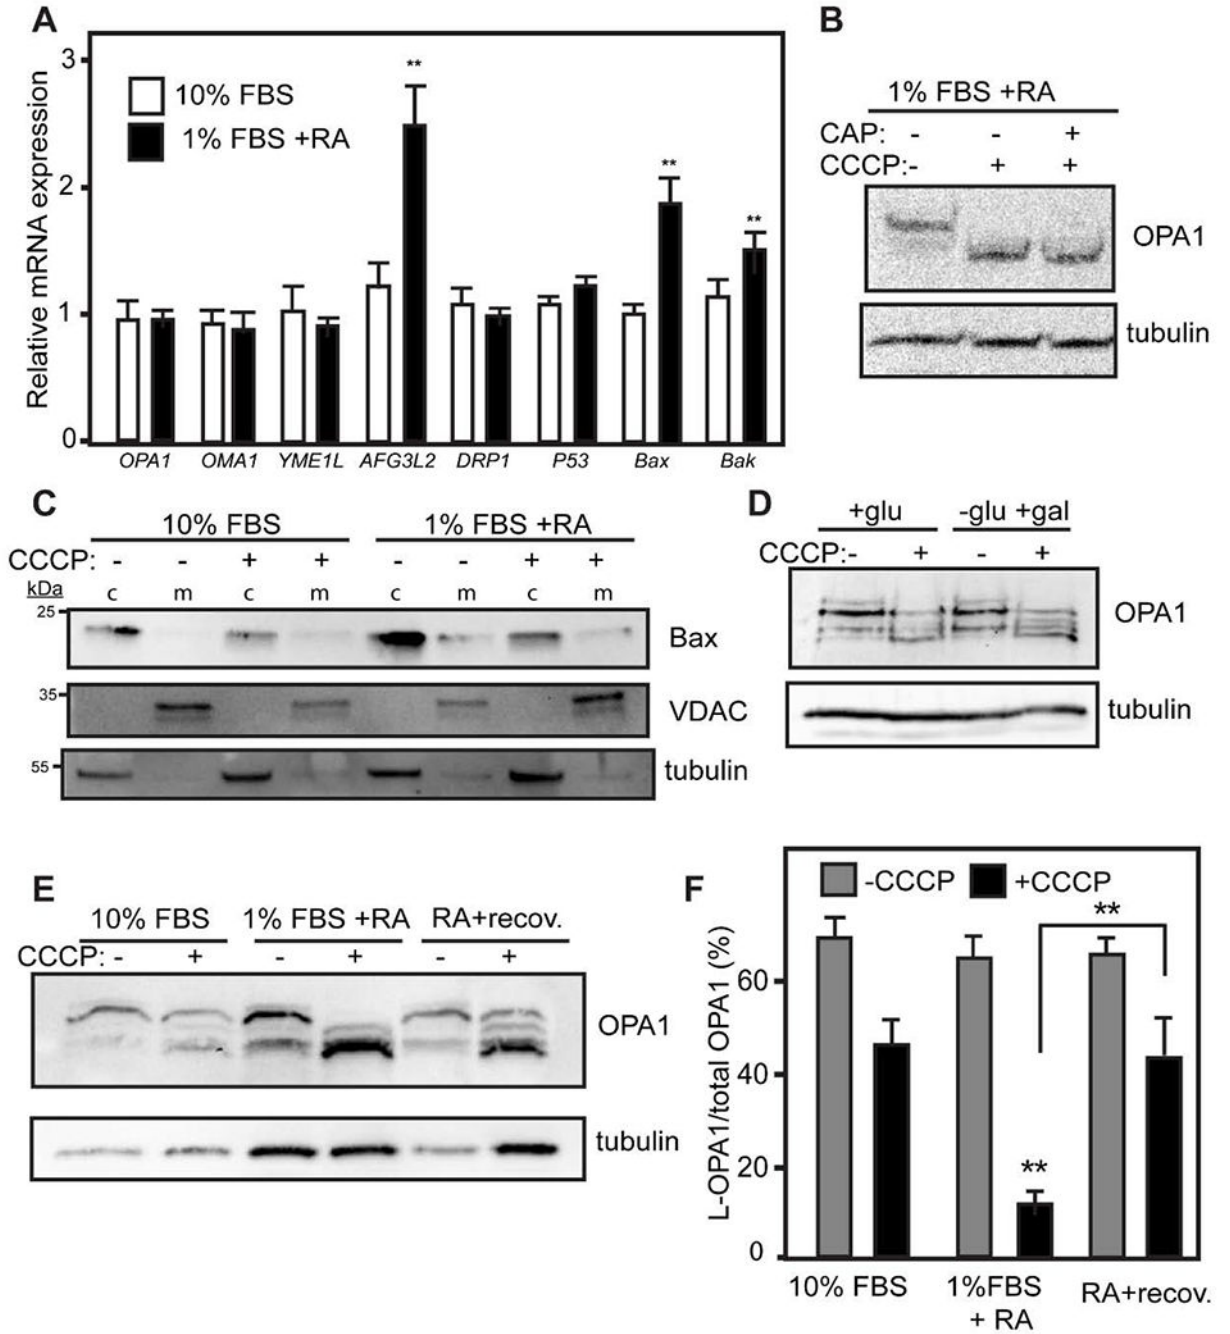 A
3
2
1
0
Relative mRNA expression
10% FBS
1% FBS +RA
**
**
**
OPA1 OMA1 YME1L AFG3L2 DRP1 P53 Bax Bak
B
1% FBS +RA
CAP: - - +
CCCP:- + +
OPA1
tubulin
C
10% FBS 1% FBS +RA
CCCP: - - + + - - + +
kDa c m c m c m c m
25
Bax
35
VDAC
55
tubulin
D
+glu -glu +gal
CCCP:- + - +
OPA1
tubulin
E
10% FBS 1% FBS +RA RA+recov.
CCCP: - + - + - +
OPA1
tubulin
F
-CCCP +CCCP
**
**
L-OPA1/total OPA1 (%)
60
40
20
0
10% FBS 1%FBS + RA RA+recov.